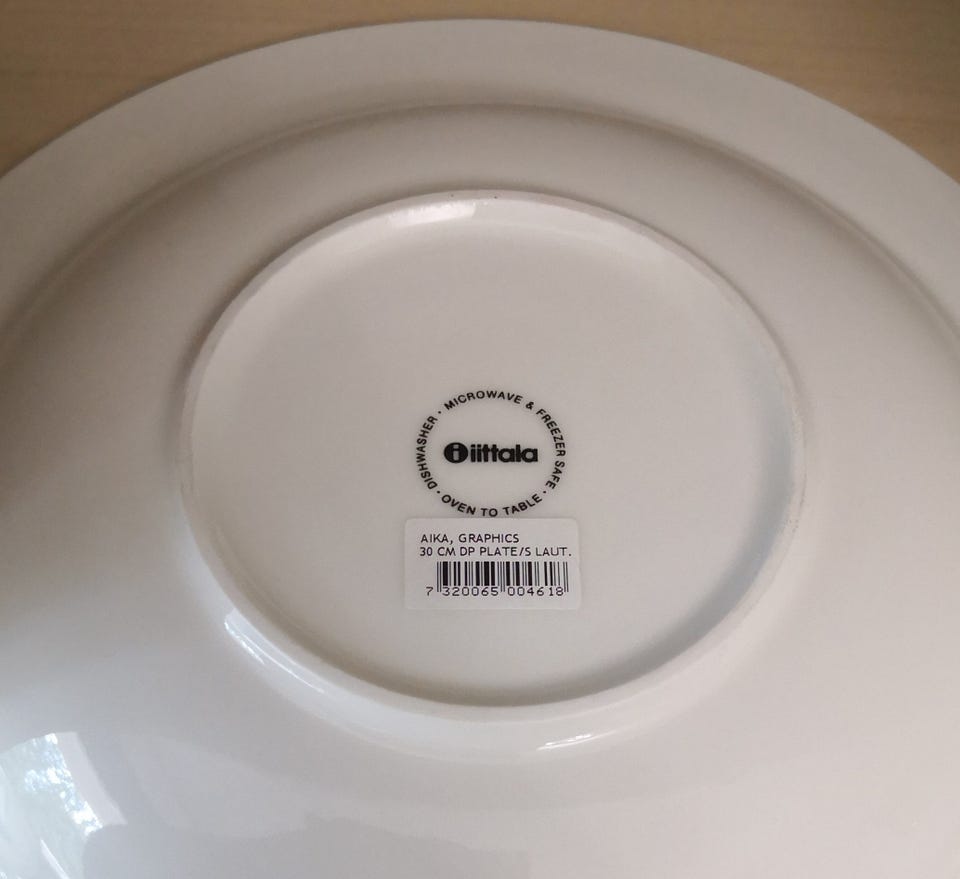 · MICROWAVE & FREEZER SAFE · OVEN TO TABLE · DISHWASHER
iittala
AIKA, GRAPHICS
30 CM DP PLATE/S LAUT.
7 320065 004618